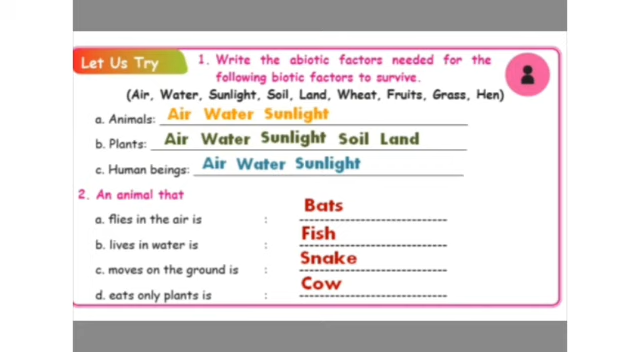 Let Us Try
1. Write the abiotic factors needed for the
following biotic factors to survive.
(Air, Water, Sunlight, Soil, Land, Wheat, Fruits, Grass, Hen)
a. Animals: Air Water Sunlight
b. Plants: Air Water Sunlight Soil Land
c. Human beings: Air Water Sunlight
2. An animal that
a. flies in the air is : Bats
b. lives in water is : Fish
c. moves on the ground is : Snake
d. eats only plants is : Cow